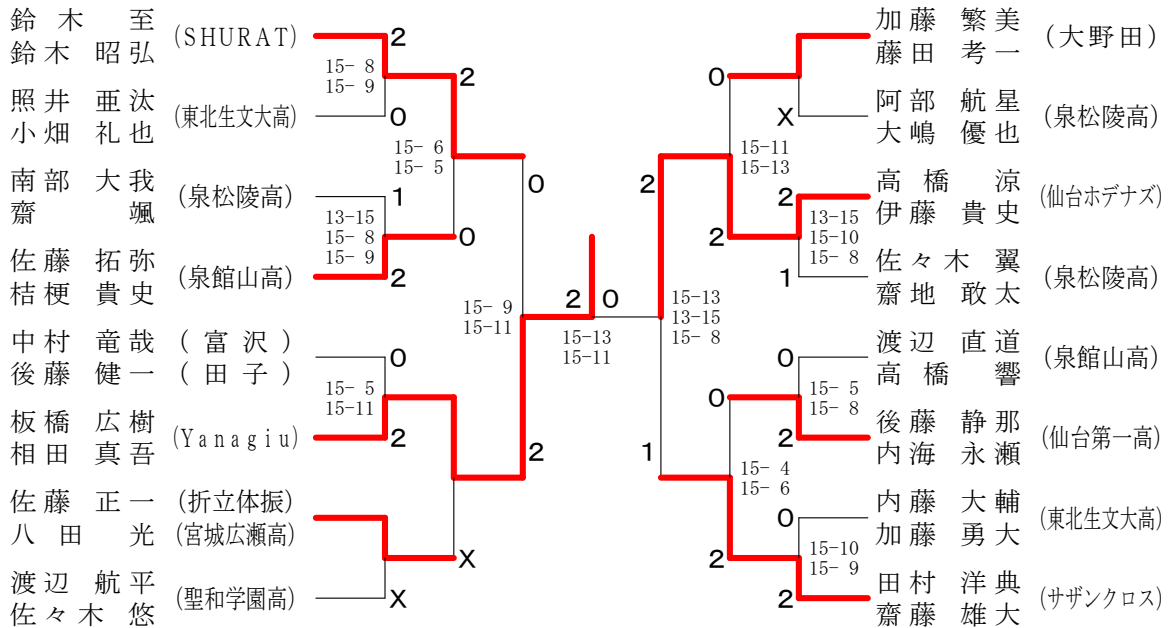 鈴木 至
鈴木 昭弘
(SHURAT)
2
15- 8
15- 9
2
照井 亜汰
小畑 礼也
(東北生文大高)
0
15- 6
15- 5
0
南部 大我
齋 颯
(泉松陵高)
1
13-15
15- 8
15- 9
0
佐藤 拓弥
桔梗 貴史
(泉館山高)
2
15- 9
15-11
中村 竜哉
後藤 健一
(富沢)
(田子)
0
15- 5
15-11
板橋 広樹
相田 真吾
(Yanagiu)
2
2
佐藤 正一
八田 光
(折立体振)
(宮城広瀬高)
X
渡辺 航平
佐々木 悠
(聖和学園高)
X
2 0
15-13
15-11
加藤 繁美
藤田 考一
(大野田)
0
阿部 航星
大嶋 優也
(泉松陵高)
X
15-11
15-13
2
高橋 涼
伊藤 貴史
(仙台ホデナズ)
2
13-15
15-10
15- 8
2
佐々木 翼
齋地 敢太
(泉松陵高)
1
15-13
13-15
15- 8
渡辺 直道
高橋 響
(泉館山高)
0
15- 5
15- 8
0
後藤 静那
内海 永瀬
(仙台第一高)
2
1
15- 4
15- 6
内藤 大輔
加藤 勇大
(東北生文大高)
0
15-10
15- 9
2
田村 洋典
齋藤 雄大
(サザンクロス)
2